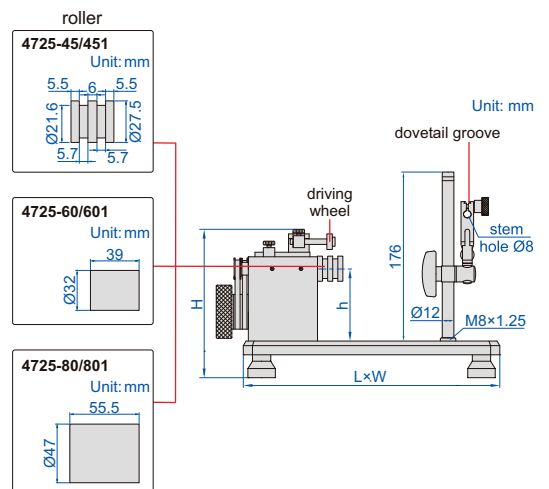 roller
4725-45/451
Unit: mm
5.5
6
5.5
Ø21.6
Ø27.5
5.7
5.7
4725-60/601
Unit: mm
39
Ø32
4725-80/801
Unit: mm
55.5
Ø47
Unit: mm
dovetail groove
driving
wheel
stem
hole Ø8
176
H
h
Ø12
M8×1.25
L×W